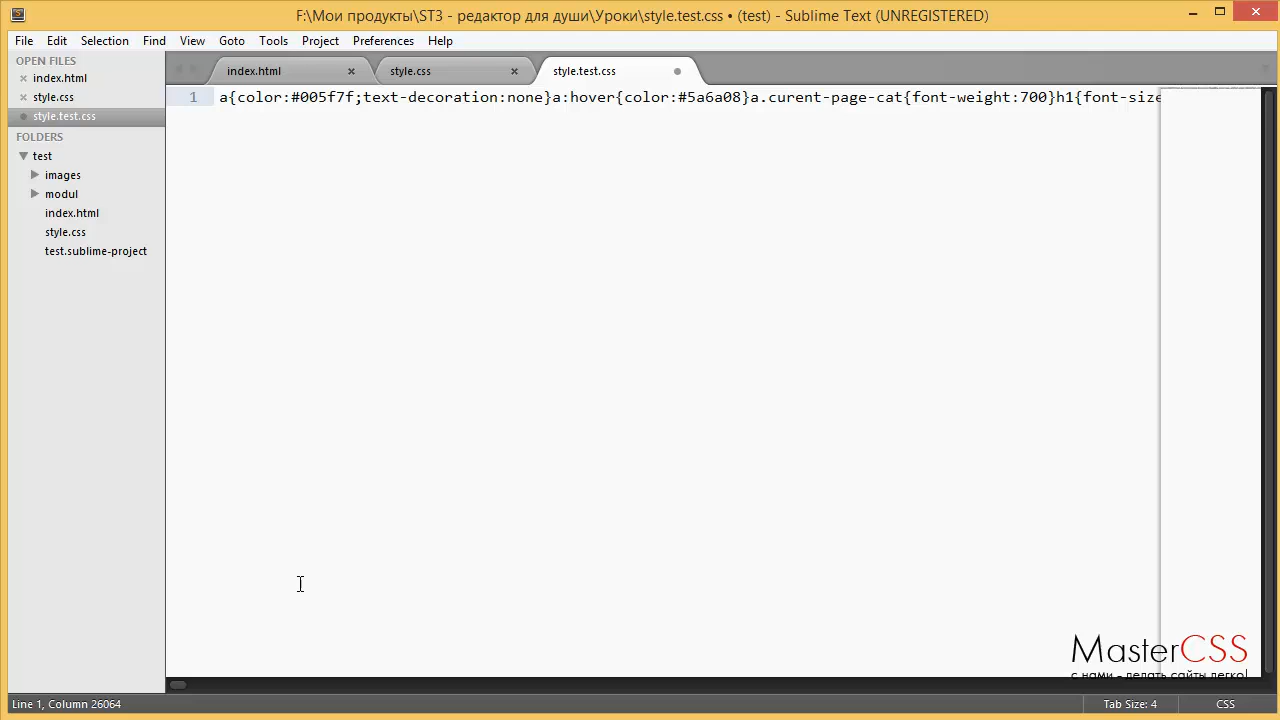 F:\Мои продукты\ST3 - редактор для души\Уроки\style.test.css • (test) - Sublime Text (UNREGISTERED)
File Edit Selection Find View Goto Tools Project Preferences Help
OPEN FILES
index.html
style.css
style.test.css
FOLDERS
test
images
modul
index.html
style.css
test.sublime-project
index.html style.css style.test.css
1 a{color:#005f7f;text-decoration:none}a:hover{color:#5a6a08}a.curent-page-cat{font-weight:700}h1{font-size
MasterCSS
с нами - делать сайты легко!
Line 1, Column 26064 Tab Size: 4 CSS